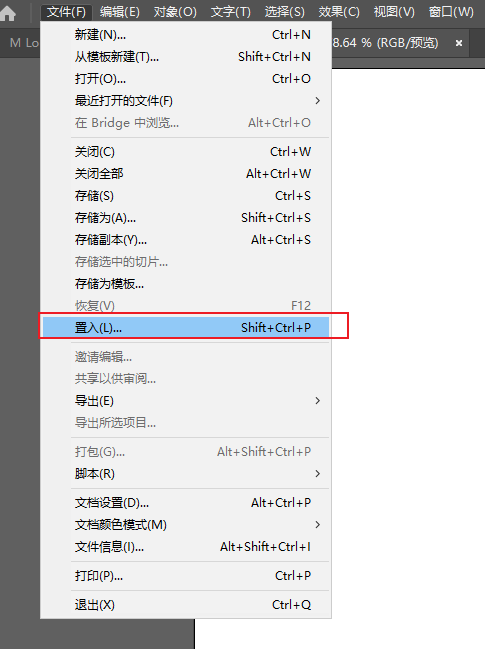 文件(F) 编辑(E) 对象(O) 文字(T) 选择(S) 效果(C) 视图(V) 窗口(W)
M Lo 8.64 % (RGB/预览) ×
新建(N)... Ctrl+N
从模板新建(T)... Shift+Ctrl+N
打开(O)... Ctrl+O
最近打开的文件(F)
在 Bridge 中浏览... Alt+Ctrl+O
关闭(C) Ctrl+W
关闭全部 Alt+Ctrl+W
存储(S) Ctrl+S
存储为(A)... Shift+Ctrl+S
存储副本(Y)... Alt+Ctrl+S
存储选中的切片...
存储为模板...
恢复(V) F12
置入(L)... Shift+Ctrl+P
邀请编辑...
共享以供审阅...
导出(E)
导出所选项目...
打包(G)... Alt+Shift+Ctrl+P
脚本(R)
文档设置(D)... Alt+Ctrl+P
文档颜色模式(M)
文件信息(I)... Alt+Shift+Ctrl+I
打印(P)... Ctrl+P
退出(X) Ctrl+Q